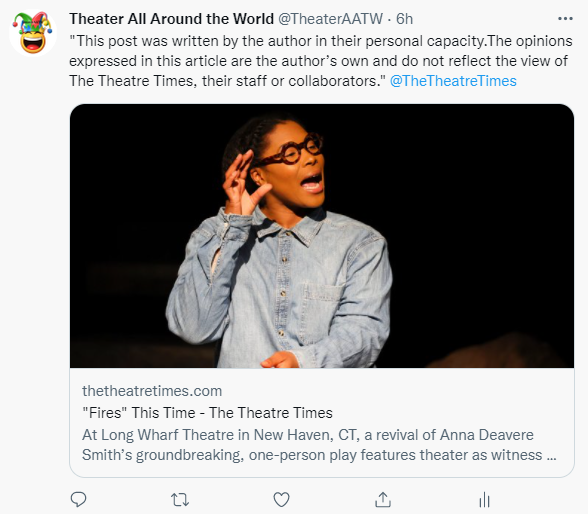 Theater All Around the World @TheaterAATW · 6h
"This post was written by the author in their personal capacity.The opinions
expressed in this article are the author’s own and do not reflect the view of
The Theatre Times, their staff or collaborators." @TheTheatreTimes
thetheatretimes.com
"Fires" This Time - The Theatre Times
At Long Wharf Theatre in New Haven, CT, a revival of Anna Deavere
Smith’s groundbreaking, one-person play features theater as witness ...